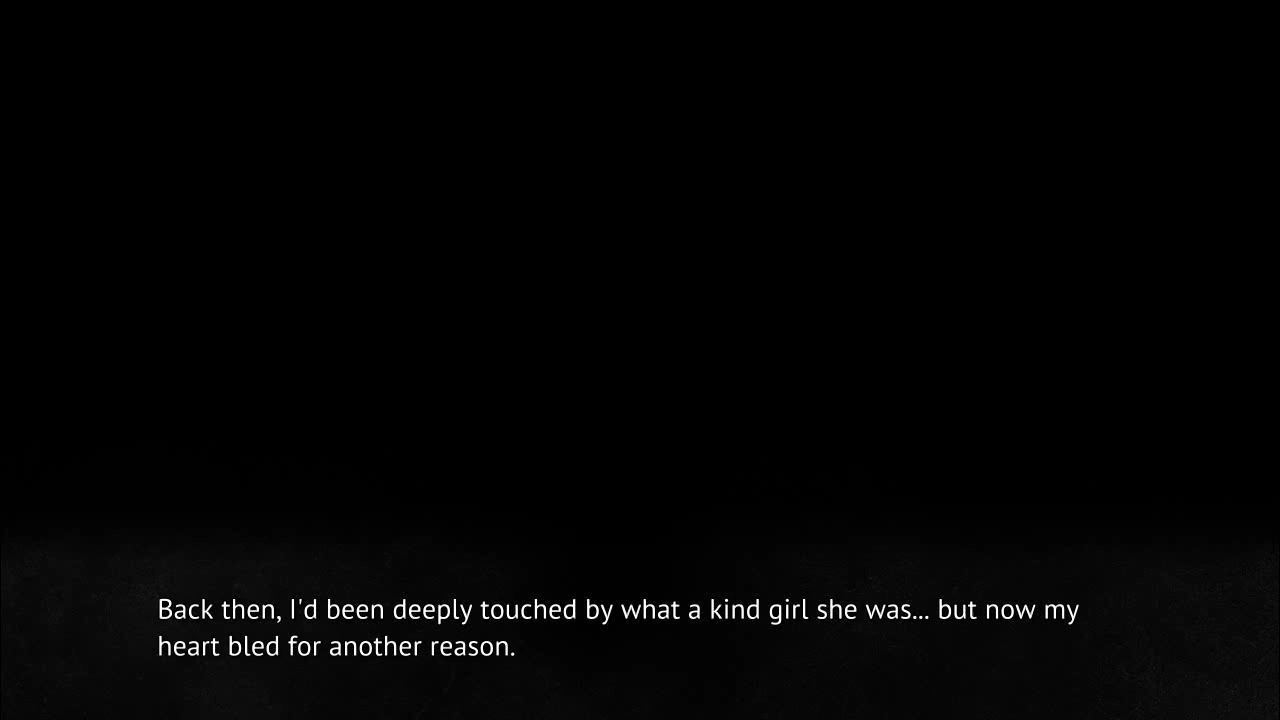 Back then, I'd been deeply touched by what a kind girl she was... but now my
heart bled for another reason.